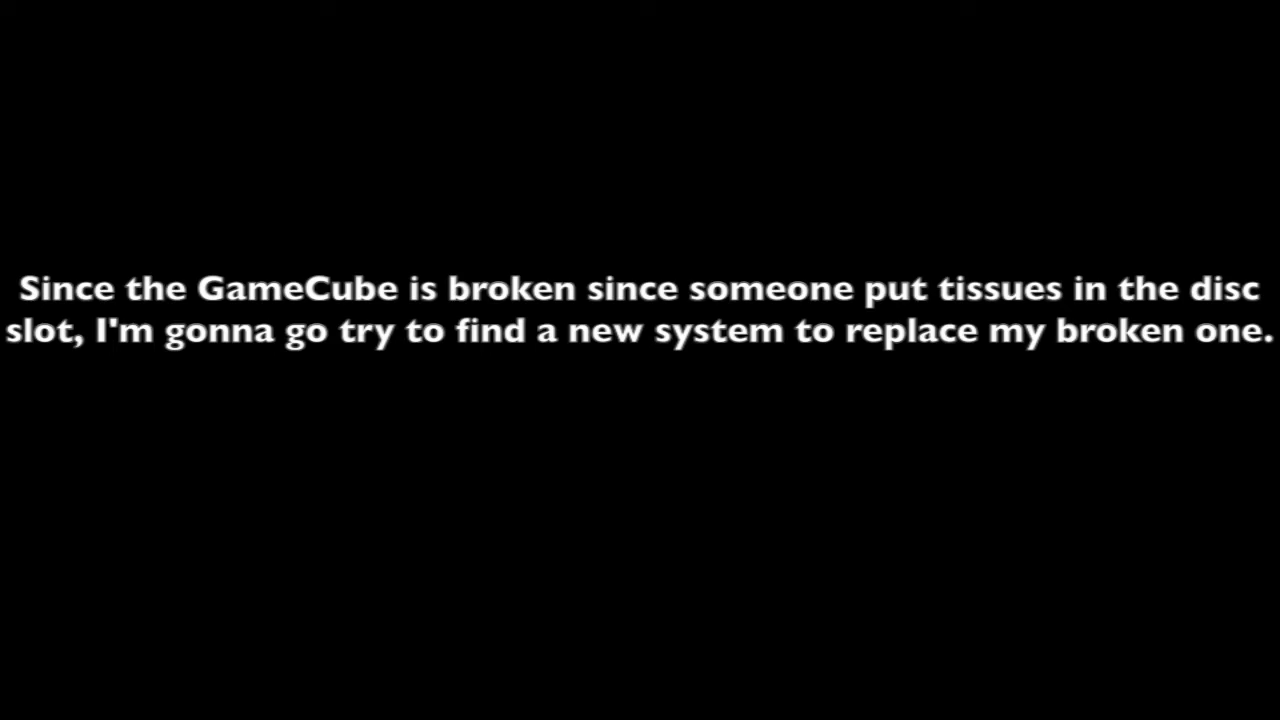 Since the GameCube is broken since someone put tissues in the disc
slot, I'm gonna go try to find a new system to replace my broken one.